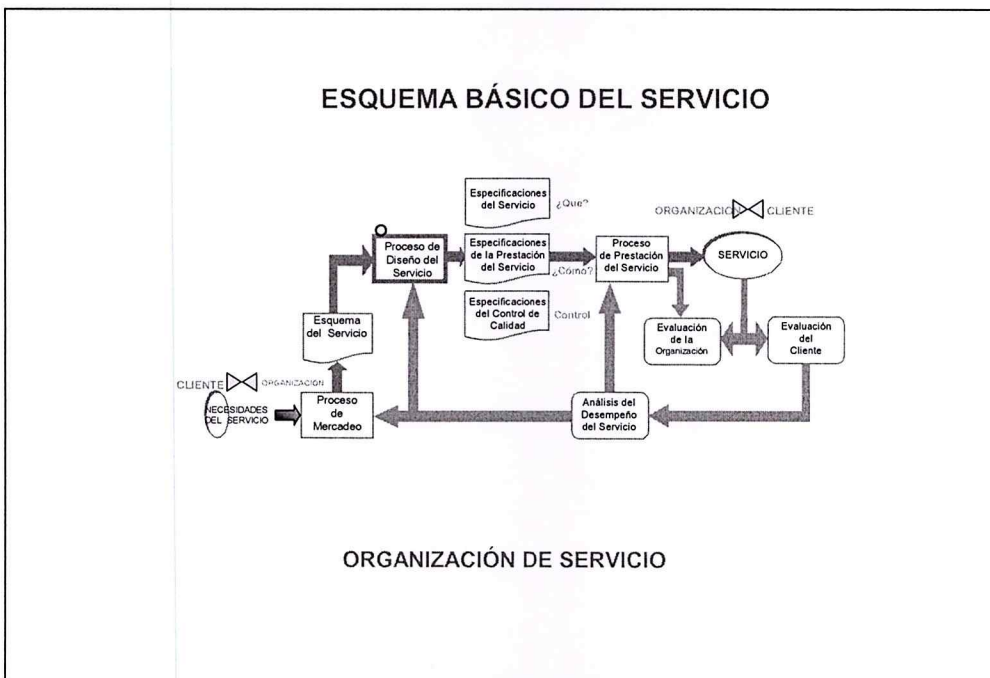 ESQUEMA BÁSICO DEL SERVICIO
Especificaciones
del Servicio
¿Que?
ORGANIZACIÓN
CLIENTE
Proceso de
Diseño del
Servicio
Especificaciones
de la Prestación
del Servicio
¿Cómo?
Proceso
de Prestación
del Servicio
SERVICIO
Especificaciones
del Control de
Calidad
Control
Esquema
del Servicio
Evaluación
de la
Organización
Evaluación
del
Cliente
CLIENTE
ORGANIZACIÓN
NECESIDADES
DEL SERVICIO
Proceso
de
Mercadeo
Análisis del
Desempeño
del Servicio
ORGANIZACIÓN DE SERVICIO